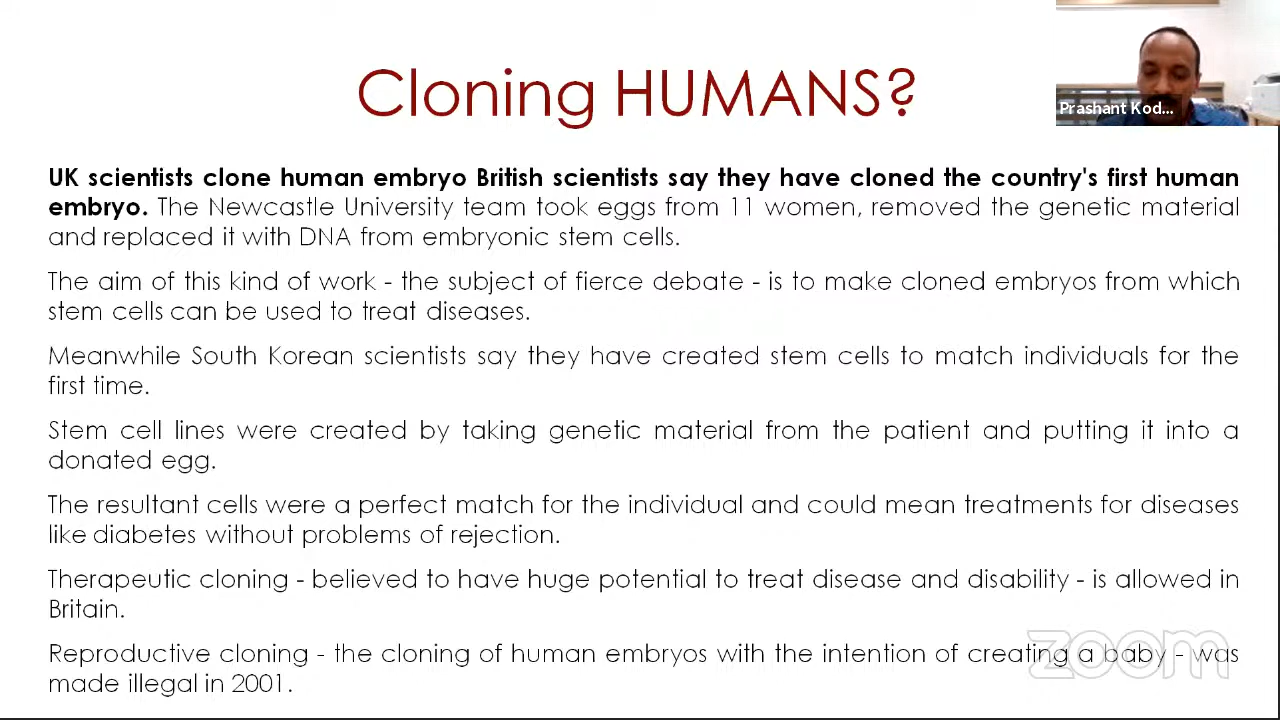 Cloning HUMANS?
Prashant Kod...
UK scientists clone human embryo British scientists say they have cloned the country's first human
embryo. The Newcastle University team took eggs from 11 women, removed the genetic material
and replaced it with DNA from embryonic stem cells.
The aim of this kind of work - the subject of fierce debate - is to make cloned embryos from which
stem cells can be used to treat diseases.
Meanwhile South Korean scientists say they have created stem cells to match individuals for the
first time.
Stem cell lines were created by taking genetic material from the patient and putting it into a
donated egg.
The resultant cells were a perfect match for the individual and could mean treatments for diseases
like diabetes without problems of rejection.
Therapeutic cloning - believed to have huge potential to treat disease and disability - is allowed in
Britain.
Reproductive cloning - the cloning of human embryos with the intention of creating a baby - was
made illegal in 2001.
zoom